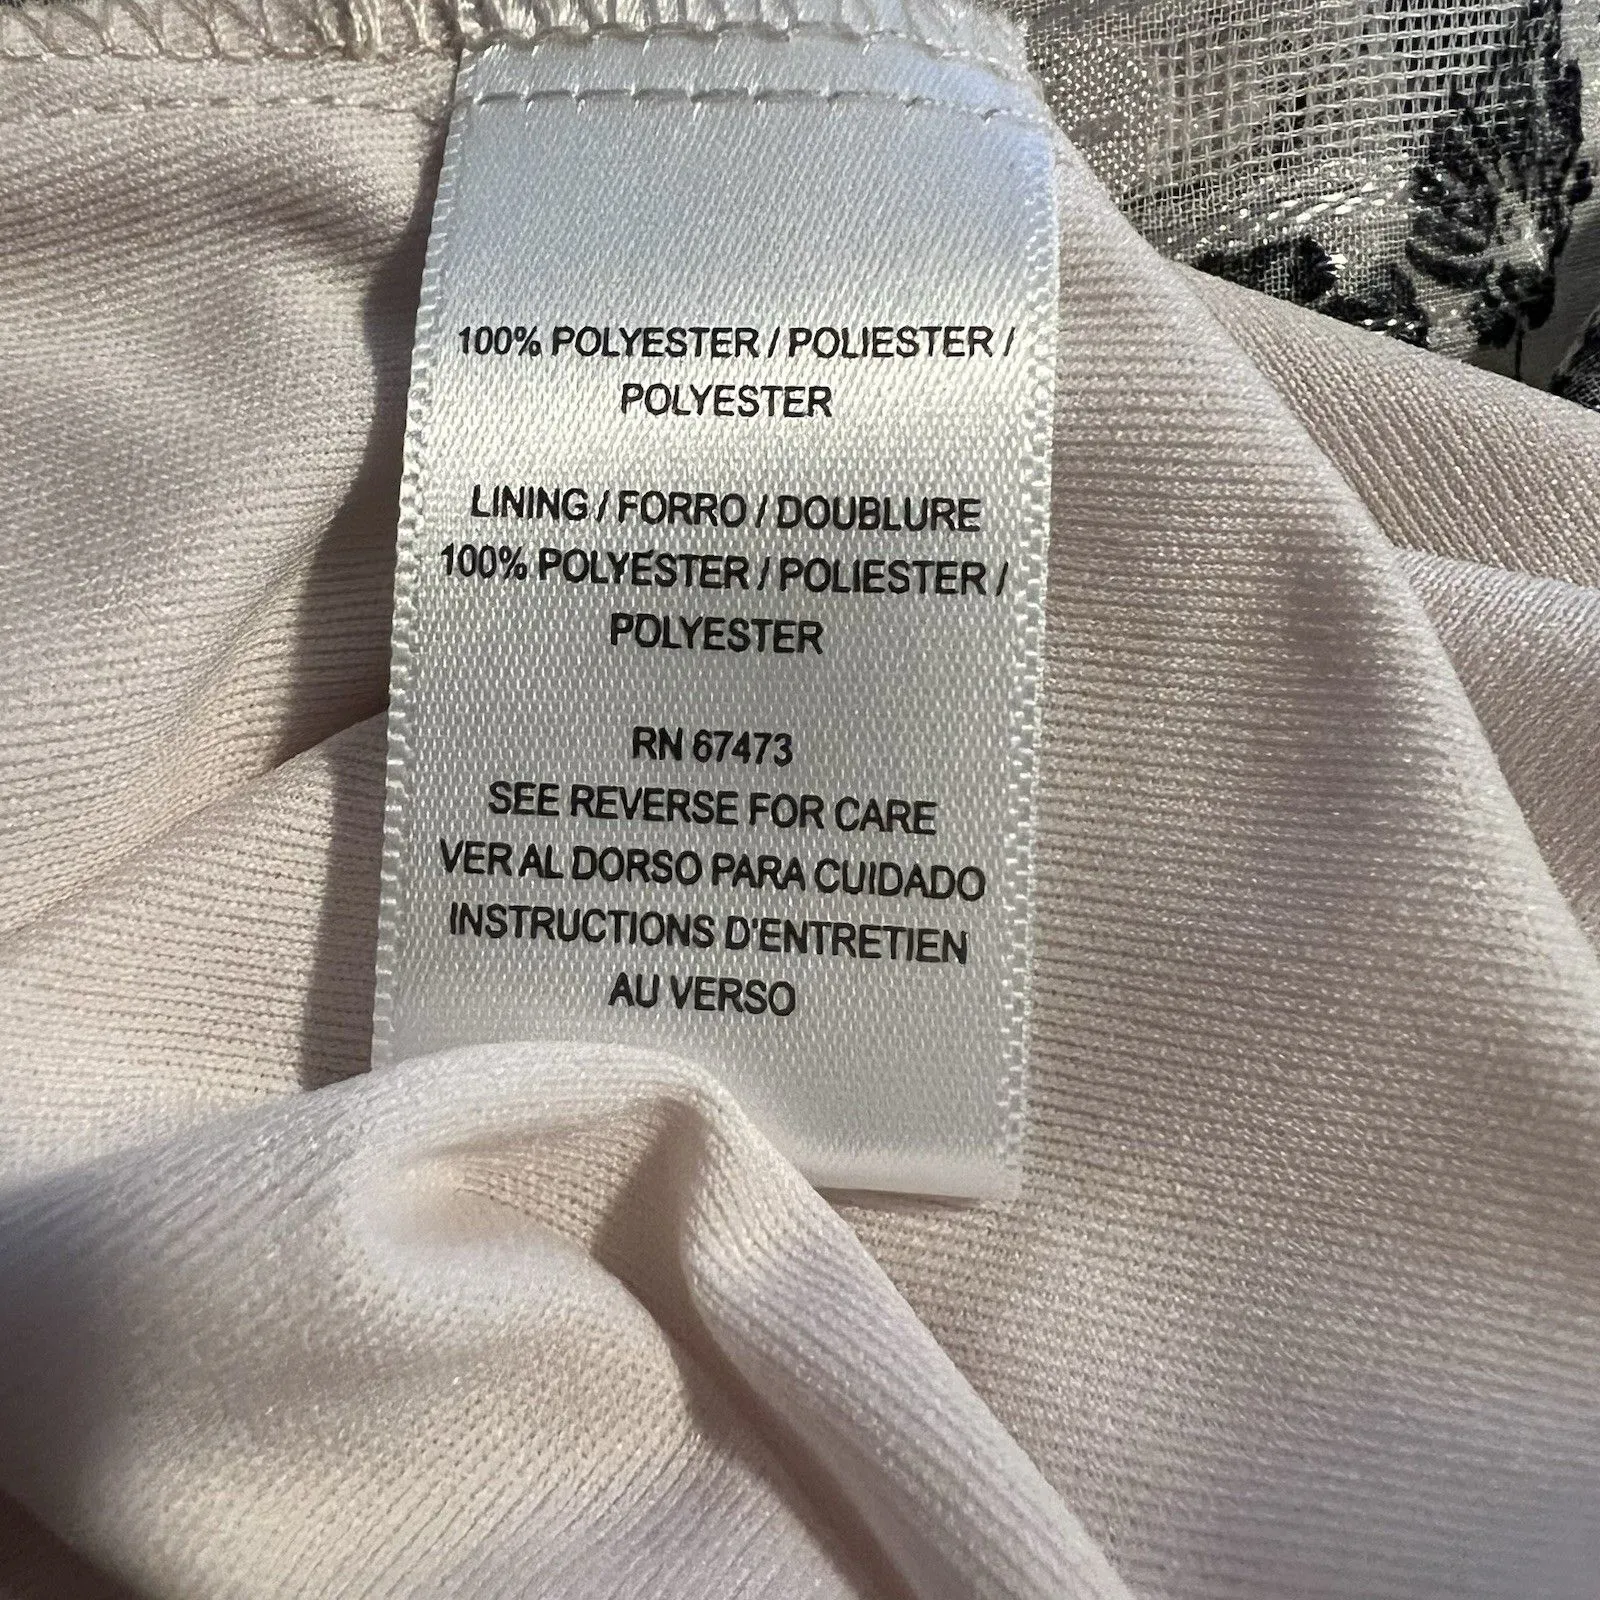 100% POLYESTER / POLIESTER /
POLYESTER
LINING / FORRO / DOUBLURE
100% POLYESTER / POLIESTER /
POLYESTER
RN 67473
SEE REVERSE FOR CARE
VER AL DORSO PARA CUIDADO
INSTRUCTIONS D'ENTRETIEN
AU VERSO